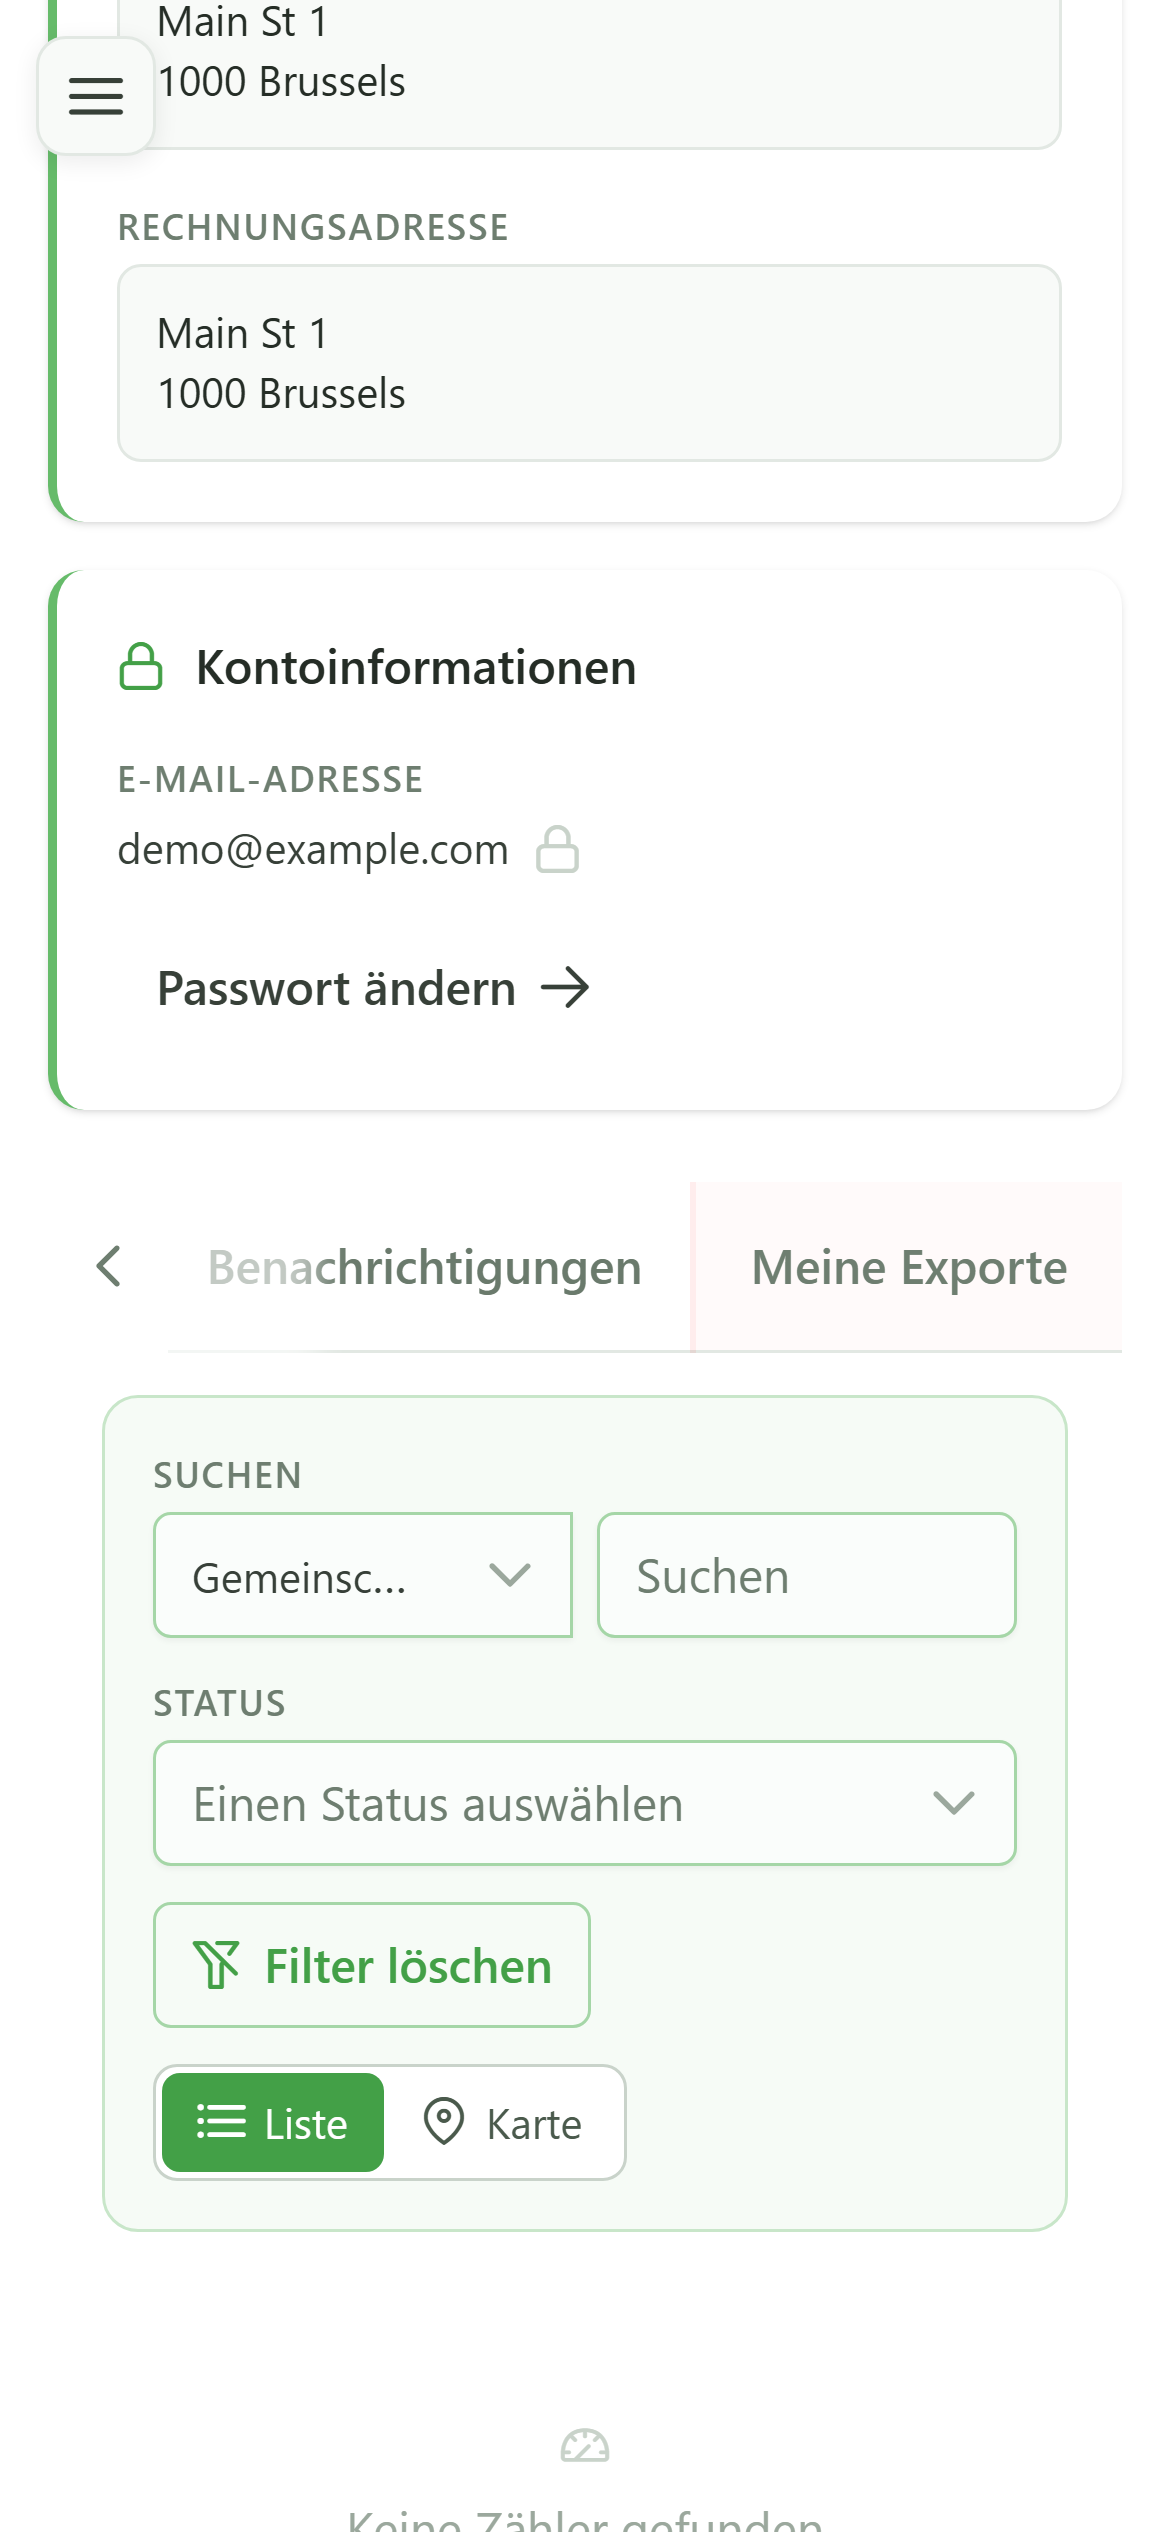 Main St 1
1000 Brussels
RECHNUNGSADRESSE
Main St 1
1000 Brussels
Kontoinformationen
E-MAIL-ADRESSE
demo@example.com
Passwort ändern
Benachrichtigungen
Meine Exporte
SUCHEN
Gemeinsc...
Suchen
STATUS
Einen Status auswählen
Filter löschen
Liste
Karte
Keine Zähler gefunden